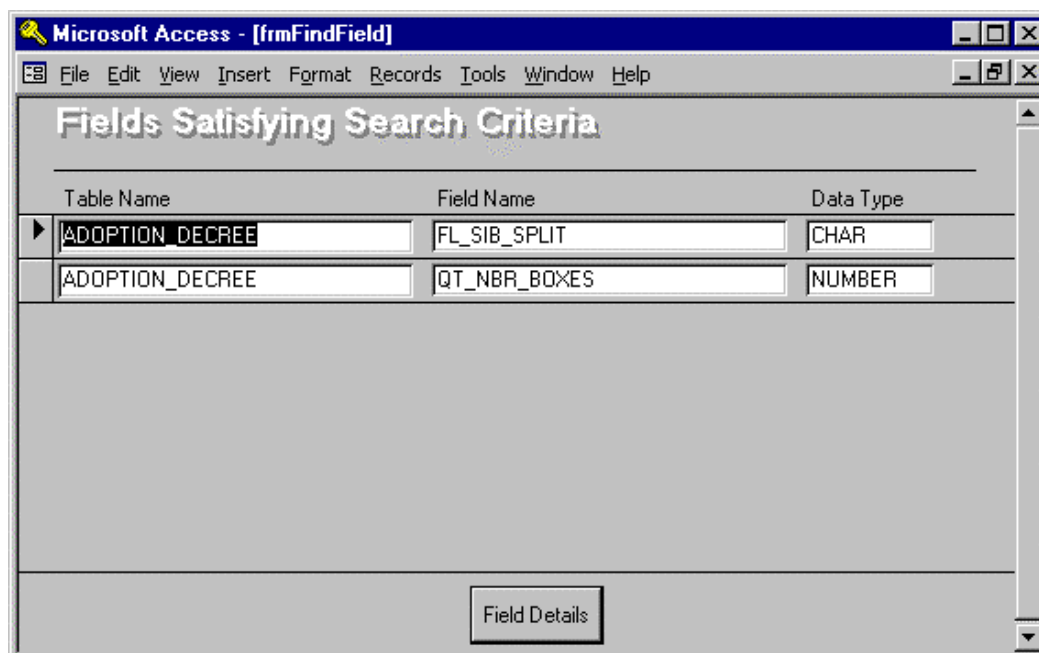 Microsoft Access - [frmFindField]
File Edit View Insert Format Records Tools Window Help
Fields Satisfying Search Criteria
Table Name Field Name Data Type
ADOPTION_DECREE FL_SIB_SPLIT CHAR
ADOPTION_DECREE QT_NBR_BOXES NUMBER
Field Details